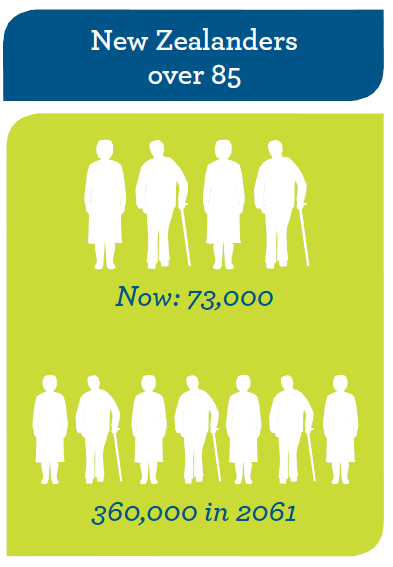 New Zealanders
over 85
Now: 73,000
360,000 in 2061